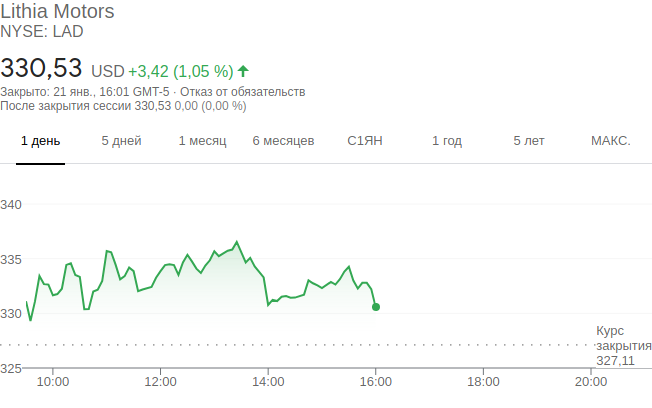 Lithia Motors
NYSE: LAD
330,53 USD +3,42 (1,05 %)
Закрыто: 21 янв., 16:01 GMT-5 · Отказ от обязательств
После закрытия сессии 330,53 0,00 (0,00 %)
1 день 5 дней 1 месяц 6 месяцев С1ЯН 1 год 5 лет МАКС.
340
335
330
Курс
закрытия
327,11
325
10:00 12:00 14:00 16:00 18:00 20:00